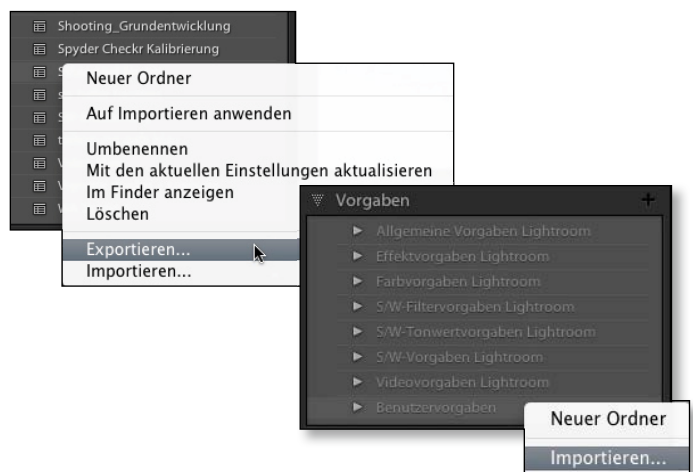 Shooting_Grundentwicklung
Spyder Checkr Kalibrierung
Neuer Ordner
Auf Importieren anwenden
Umbenennen
Mit den aktuellen Einstellungen aktualisieren
Im Finder anzeigen
Löschen
Exportieren...
Importieren...
Vorgaben
Allgemeine Vorgaben Lightroom
Effektvorgaben Lightroom
Farbvorgaben Lightroom
S/W-Filtervorgaben Lightroom
S/W-Tonwertvorgaben Lightroom
S/W-Vorgaben Lightroom
Videovorgaben Lightroom
Benutzervorgaben
Neuer Ordner
Importieren...